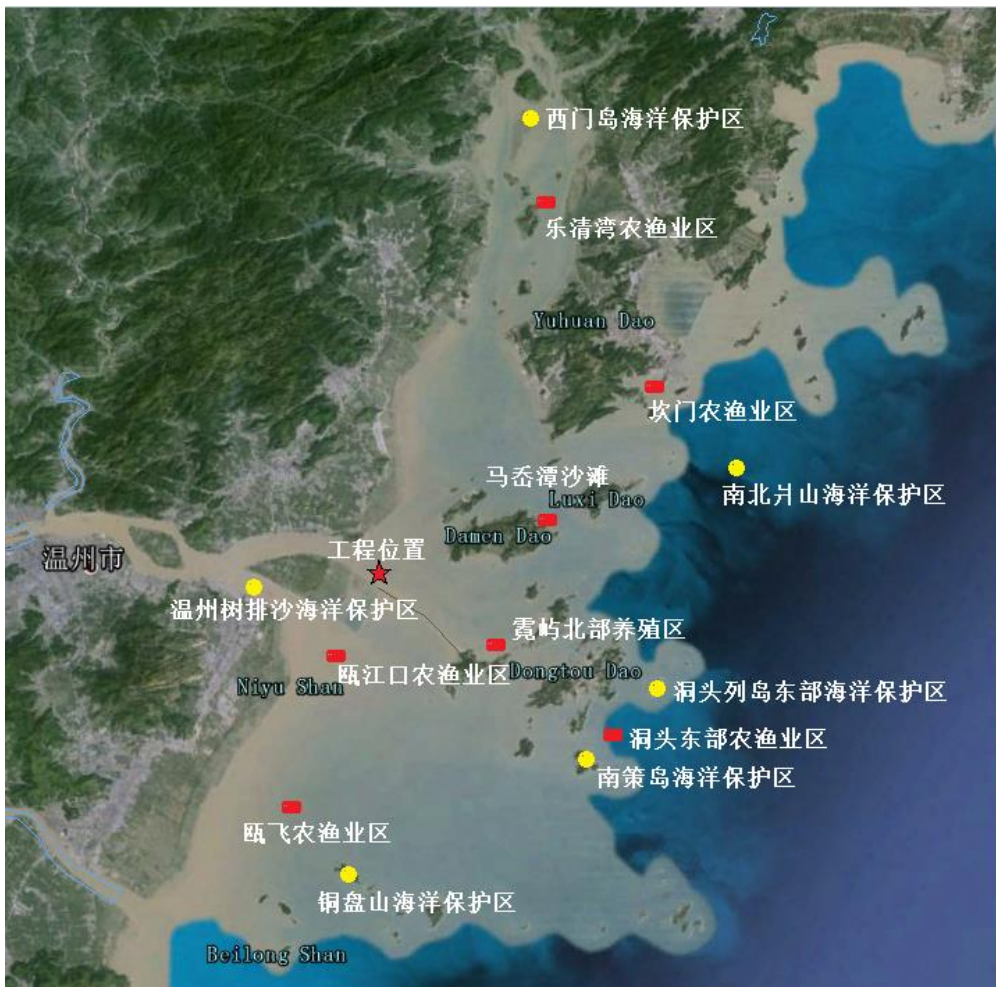 西门岛海洋保护区
乐清湾农渔业区
Yuhuan Dao
坎门农渔业区
马岙潭沙滩
南北爿山海洋保护区
Luxi Dao
Damen Dao
工程位置
温州市
温州树排沙海洋保护区
霓屿北部养殖区
瓯江口农渔业区
Dongtou Dao
Niyu Shan
洞头列岛东部海洋保护区
洞头东部农渔业区
南策岛海洋保护区
瓯飞农渔业区
铜盘山海洋保护区
Beilong Shan